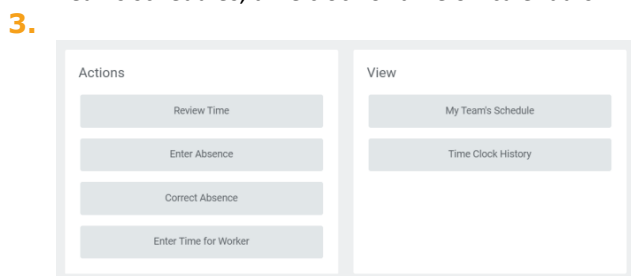 3.
Actions
Review Time
Enter Absence
Correct Absence
Enter Time for Worker
View
My Team's Schedule
Time Clock History